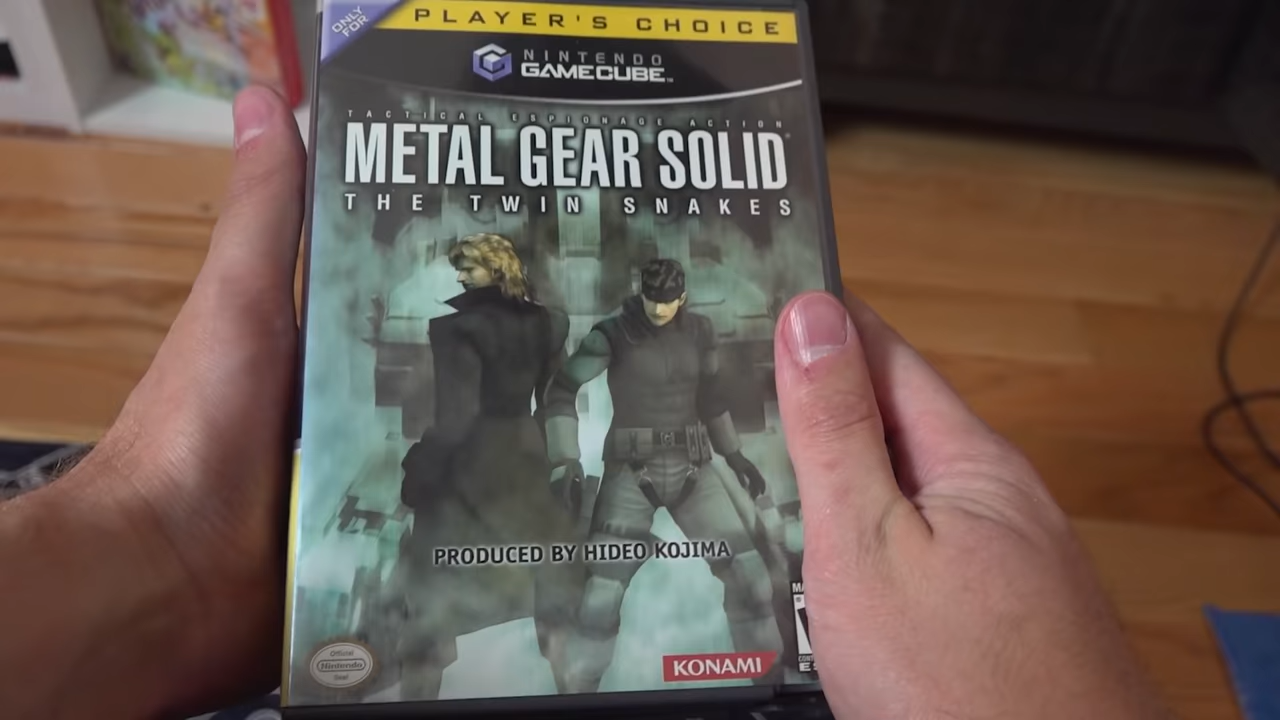 ONLY
FOR
PLAYER'S CHOICE
NINTENDO
GAMECUBE™
TACTICAL ESPIONAGE ACTION
METAL GEAR SOLID
THE TWIN SNAKES
PRODUCED BY HIDEO KOJIMA
Official
Nintendo
Seal
KONAMI